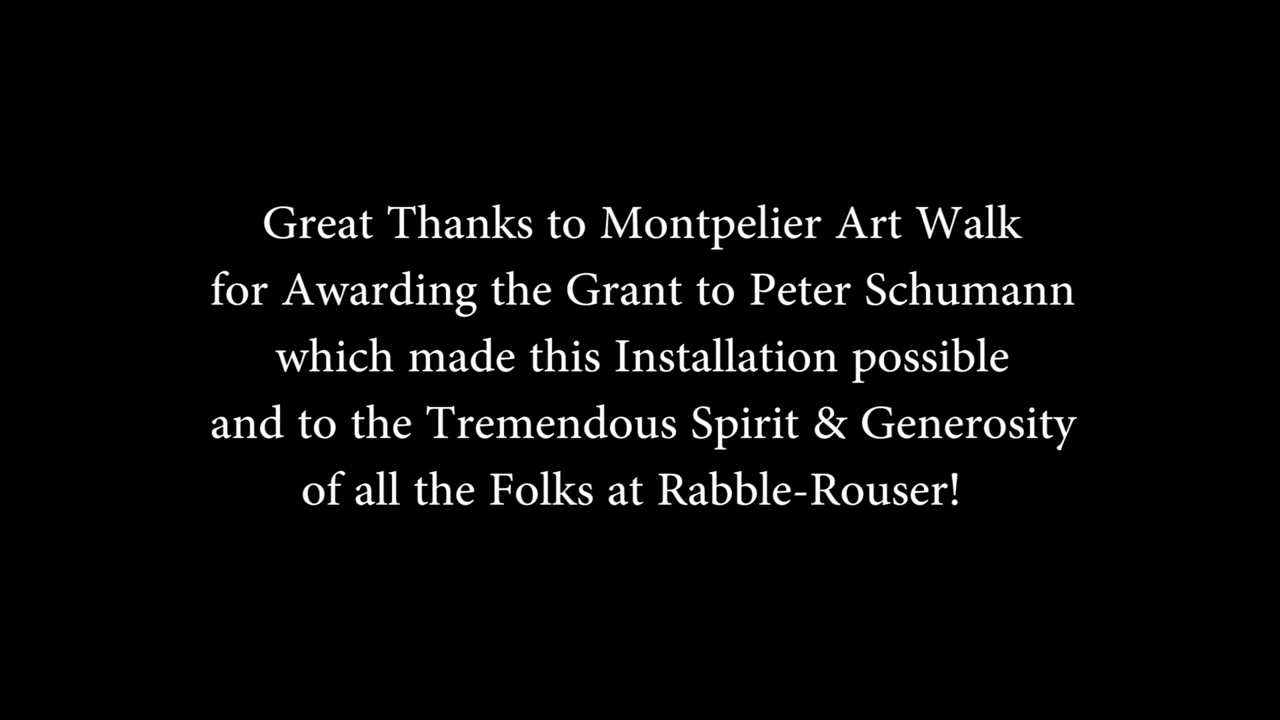 Great Thanks to Montpelier Art Walk
for Awarding the Grant to Peter Schumann
which made this Installation possible
and to the Tremendous Spirit & Generosity
of all the Folks at Rabble-Rouser!